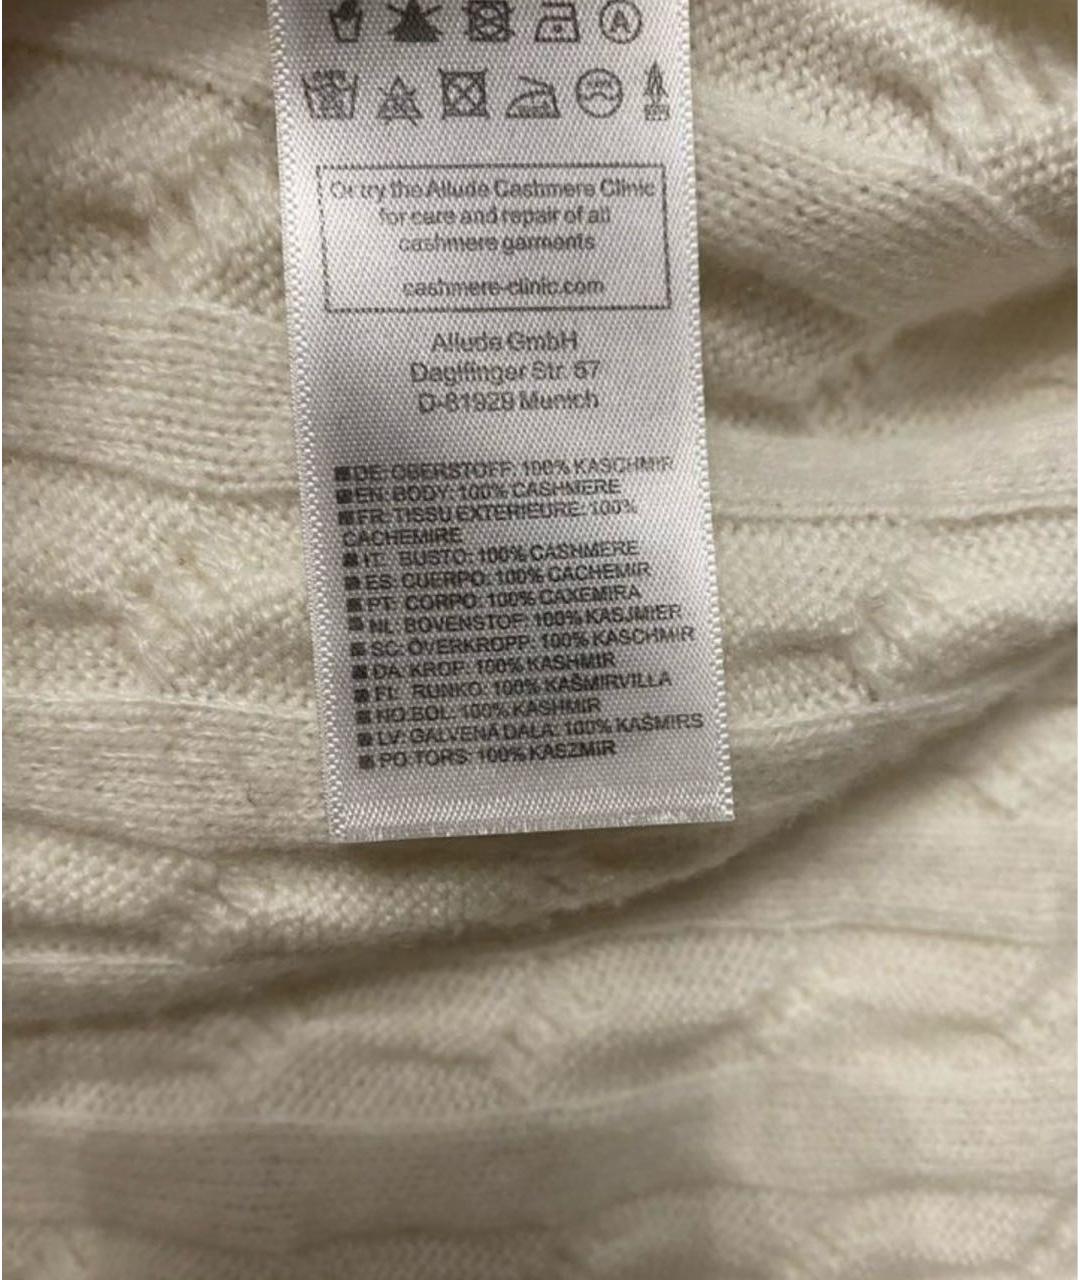 Or try the Allude Cashmere Clinic
for care and repair of all
cashmere garments
cashmere-clinic.com
Allude GmbH
Daglfinger Str. 67
D-81929 Munich
DE: OBERSTOFF: 100% KASCHMIR
EN: BODY: 100% CASHMERE
FR: TISSU EXTERIEURE: 100%
CACHEMIRE
IT: BUSTO: 100% CASHMERE
ES: CUERPO: 100% CACHEMIR
PT: CORPO: 100% CAXEMIRA
NL: BOVENSTOF: 100% KASJMIER
SC: OVERKROPP: 100% KASCHMIR
DA: KROP: 100% KASHMIR
FI: RUNKO: 100% KAŠMIRVILLA
NO: BOL: 100% KASHMIR
LV: GALVENA DALA: 100% KAŠMIRS
PO: TORS: 100% KASZMIR